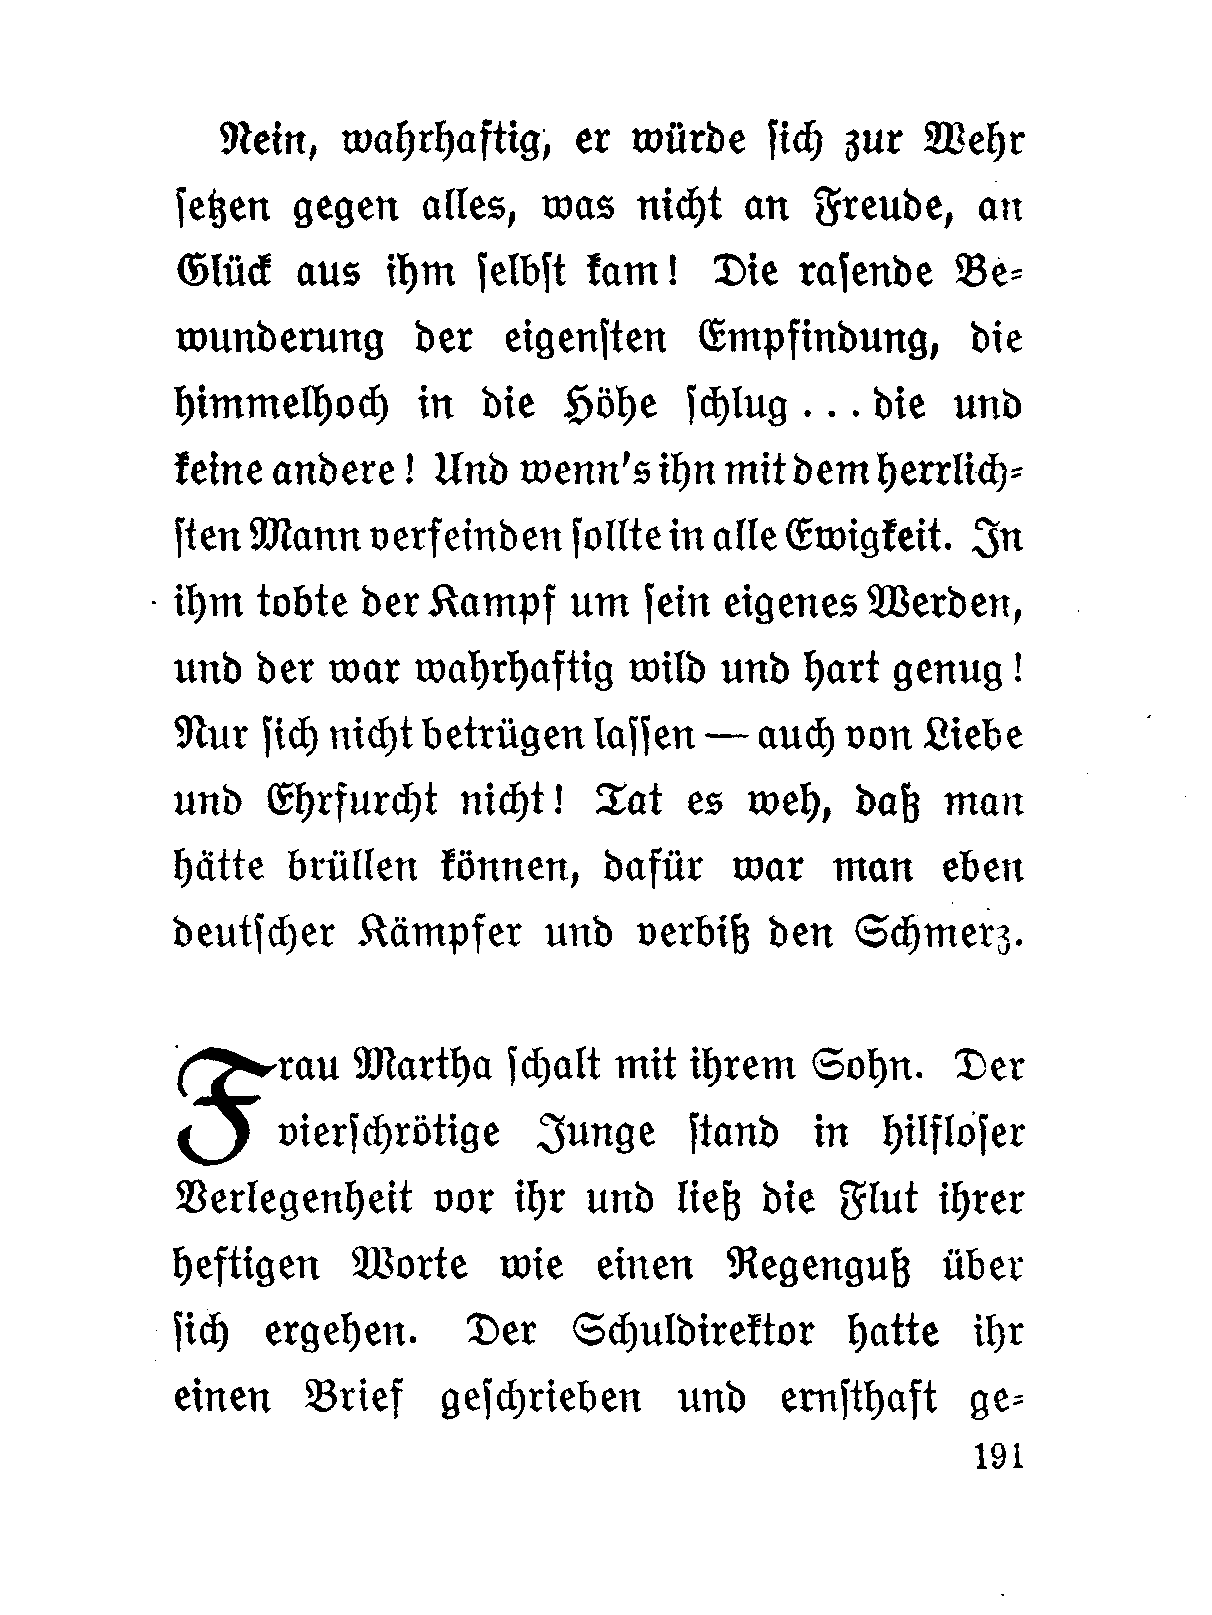 Nein, wahrhaftig, er würde ſich zur Wehr
ſetzen gegen alles, was nicht an Freude, an
Glück aus ihm ſelbſt kam! Die raſende Be-
wunderung der eigenſten Empfindung, die
himmelhoch in die Höhe ſchlug . . . die und
keine andere! Und wenn's ihn mit dem herrlich-
ſten Mann verfeinden ſollte in alle Ewigkeit. In
ihm tobte der Kampf um ſein eigenes Werden,
und der war wahrhaftig wild und hart genug!
Nur ſich nicht betrügen laſſen — auch von Liebe
und Ehrfurcht nicht! Tat es weh, daß man
hätte brüllen können, dafür war man eben
deutſcher Kämpfer und verbiß den Schmerz.
Frau Martha ſchalt mit ihrem Sohn. Der
vierſchrötige Junge ſtand in hilfloſer
Verlegenheit vor ihr und ließ die Flut ihrer
heftigen Worte wie einen Regenguß über
ſich ergehen. Der Schuldirektor hatte ihr
einen Brief geſchrieben und ernſthaft ge-
191